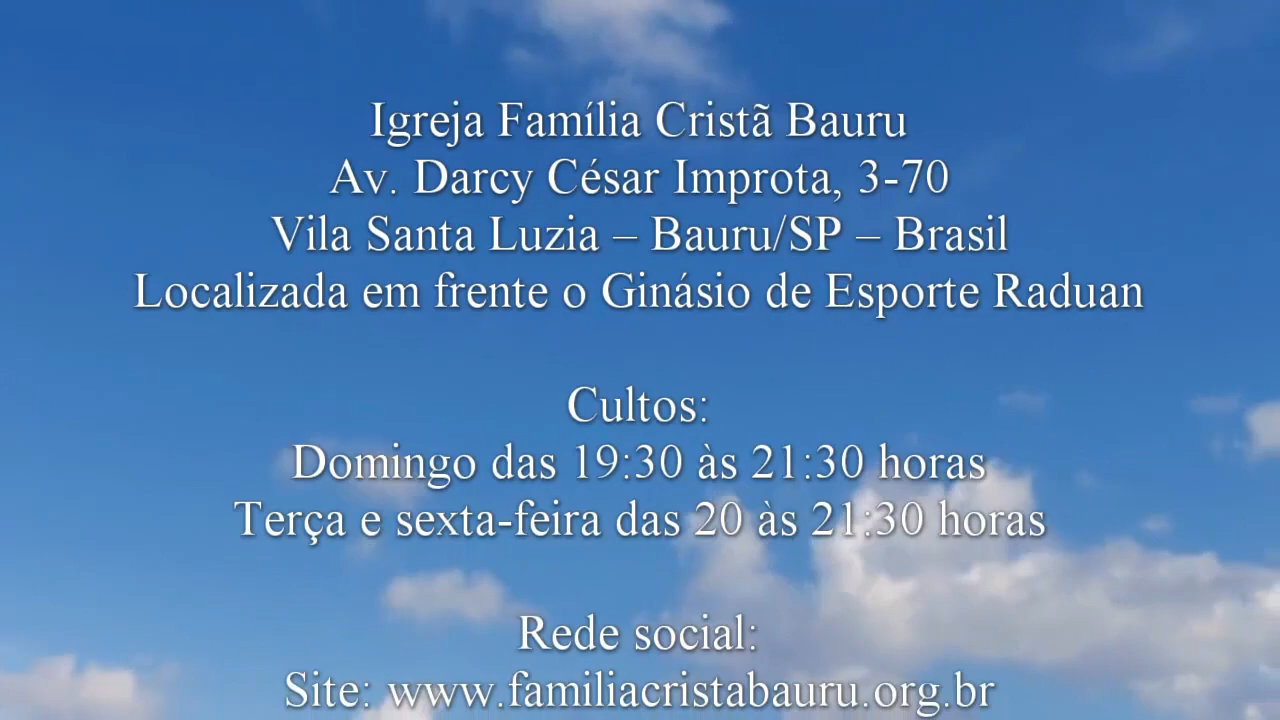 Igreja Família Cristã Bauru
Av. Darcy César Improta, 3-70
Vila Santa Luzia – Bauru/SP – Brasil
Localizada em frente o Ginásio de Esporte Raduan
Cultos:
Domingo das 19:30 às 21:30 horas
Terça e sexta-feira das 20 às 21:30 horas
Rede social:
Site: www.familiacristabauru.org.br